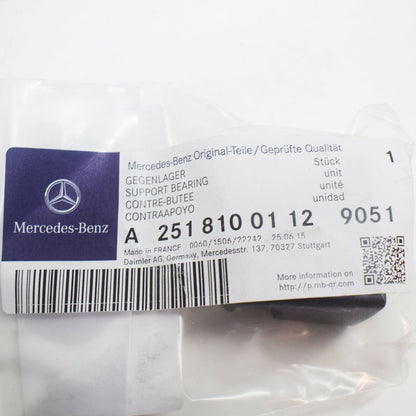 Mercedes-Benz Original-Teile/Geprüfte Qualität
GEGENLAGER
SUPPORT BEARING
CONTRE-BUTEE
CONTRAAPOYO
Stück 1
unit
unité
unidad
Mercedes-Benz
A 251 810 01 12 9051
Made in FRANCE 0060/1506/22242 25.06.15
Daimler AG, Germany, Mercedesstr. 137, 70327 Stuttgart
More information on
http://p.mb-qr.com/